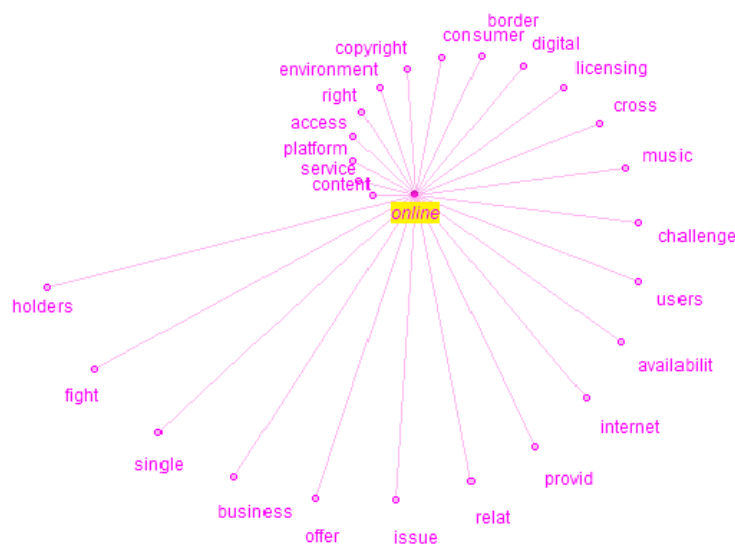 border
consumer
copyright
digital
environment
licensing
right
cross
access
platform
music
service
content
online
challenge
users
holders
availabilit
fight
internet
single
provid
business
relat
offer
issue